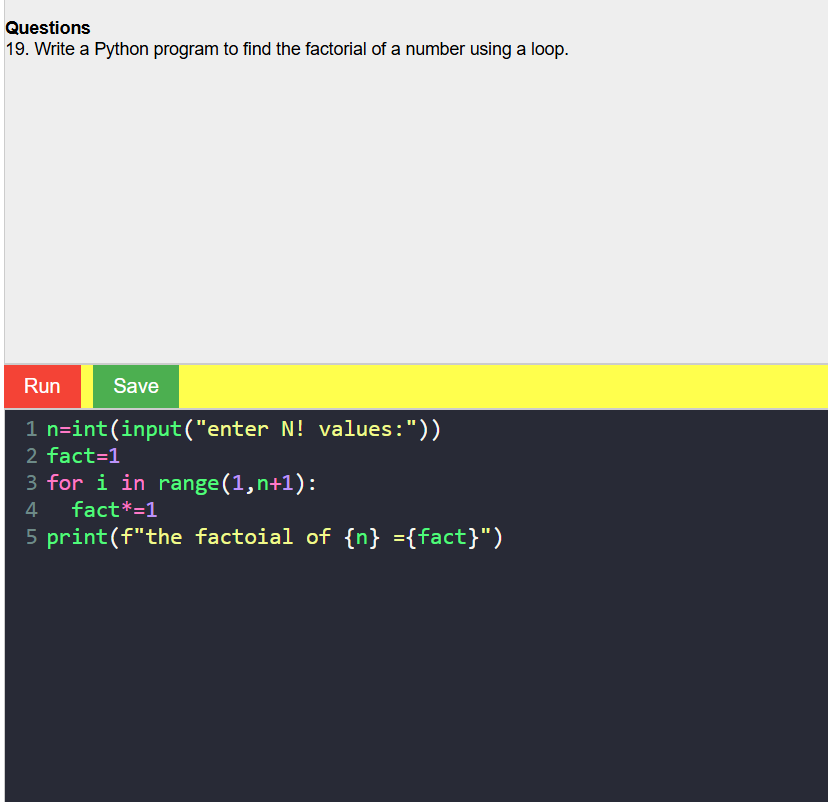 Questions
19. Write a Python program to find the factorial of a number using a loop.
Run Save
1 n=int(input("enter N! values:"))
2 fact=1
3 for i in range(1,n+1):
4   fact*=1
5 print(f"the factoial of {n} ={fact}")